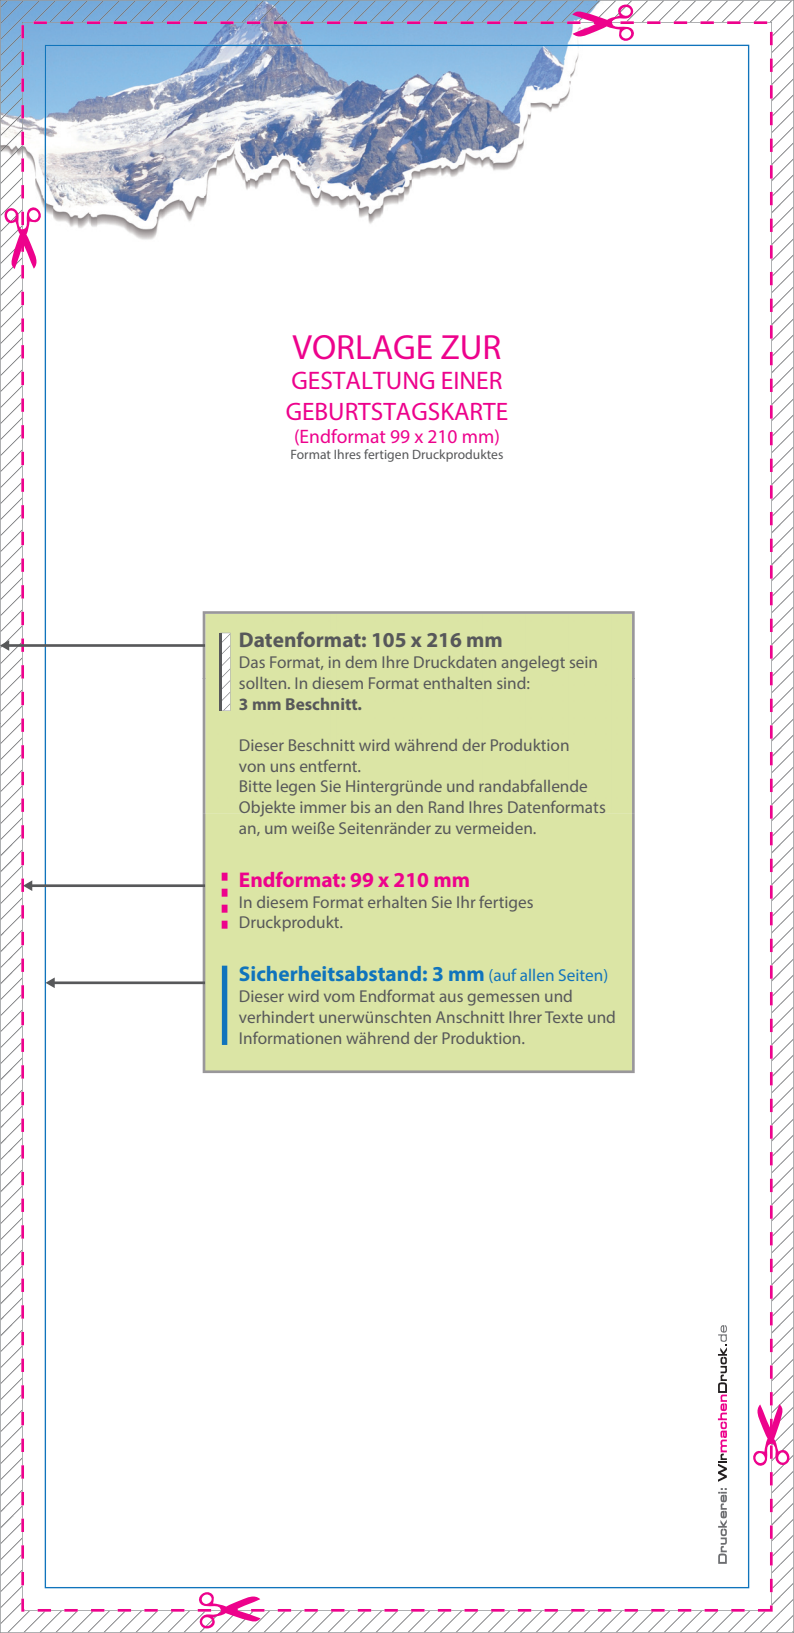 VORLAGE ZUR
GESTALTUNG EINER
GEBURTSTAGSKARTE
(Endformat 99 x 210 mm)
Format Ihres fertigen Druckproduktes
Datenformat: 105 x 216 mm
Das Format, in dem Ihre Druckdaten angelegt sein
sollten. In diesem Format enthalten sind:
3 mm Beschnitt.
Dieser Beschnitt wird während der Produktion
von uns entfernt.
Bitte legen Sie Hintergründe und randabfallende
Objekte immer bis an den Rand Ihres Datenformats
an, um weiße Seitenränder zu vermeiden.
Endformat: 99 x 210 mm
In diesem Format erhalten Sie Ihr fertiges
Druckprodukt.
Sicherheitsabstand: 3 mm (auf allen Seiten)
Dieser wird vom Endformat aus gemessen und
verhindert unerwünschten Anschnitt Ihrer Texte und
Informationen während der Produktion.
Druckerei: WirmachenDruck.de